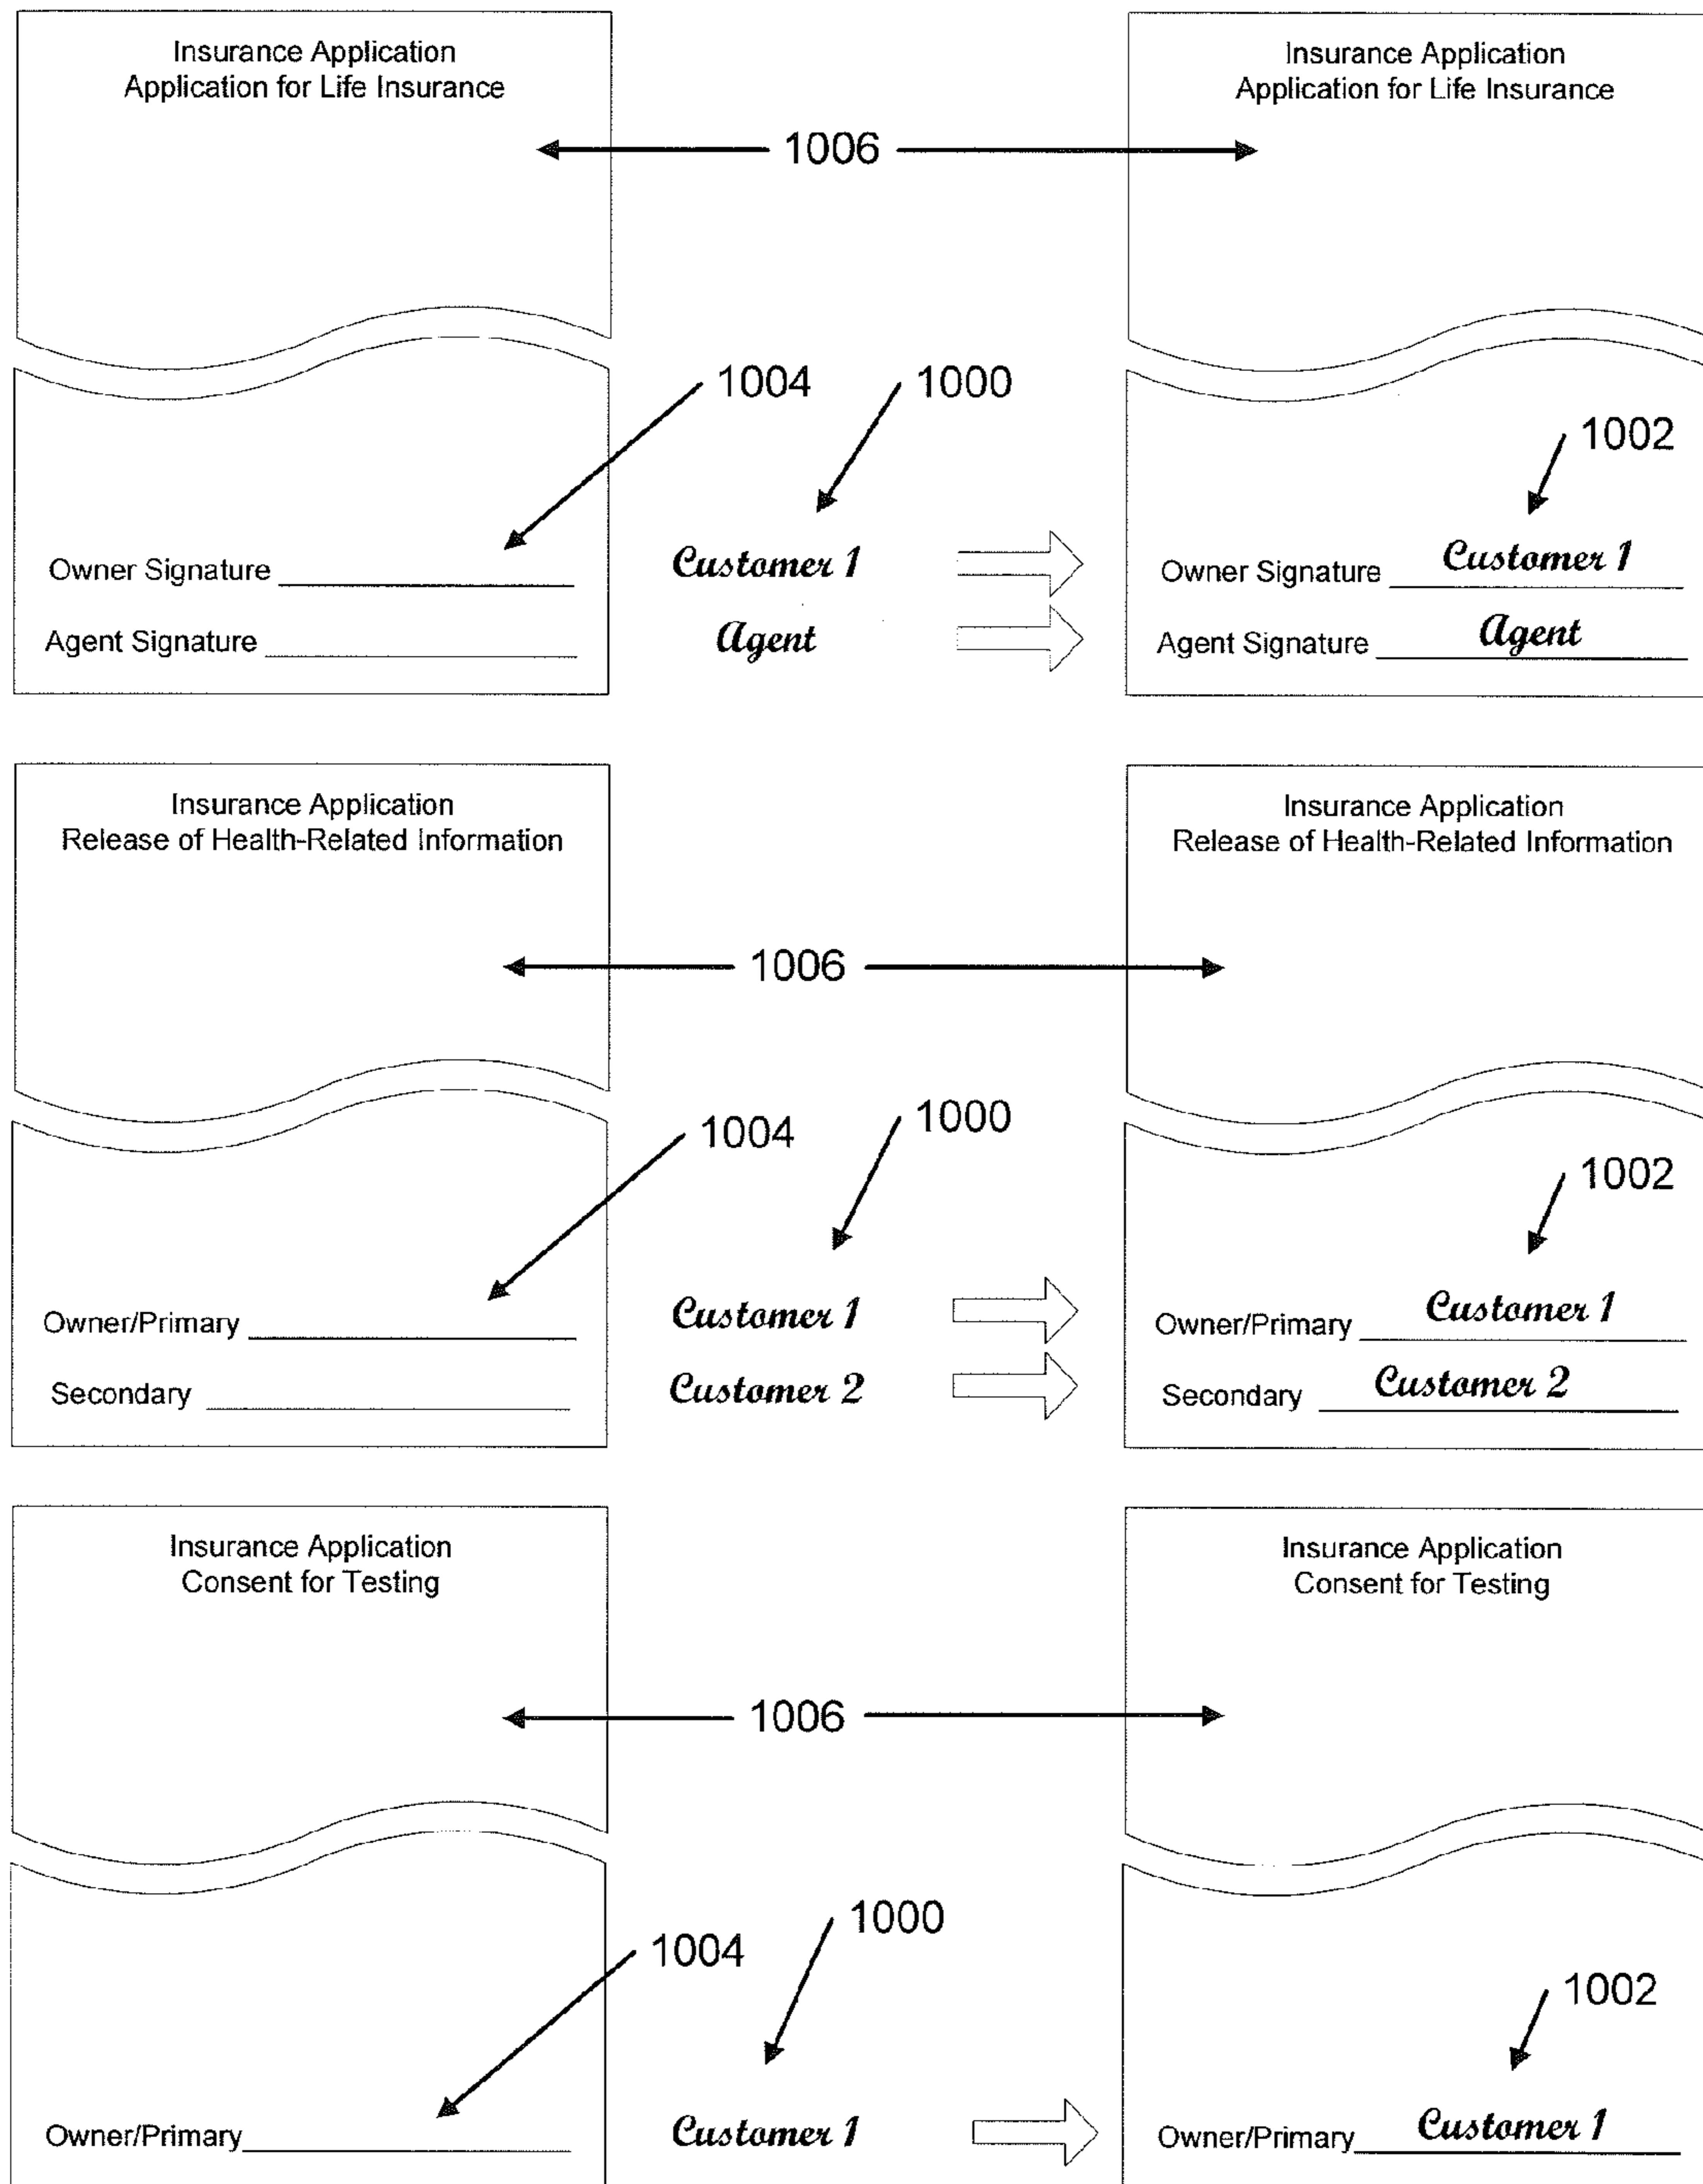 Insurance Application
Application for Life Insurance
Insurance Application
Application for Life Insurance
1006
1004
1000
1002
Owner Signature
Customer 1
Owner Signature Customer 1
Agent Signature
Agent
Agent Signature Agent
Insurance Application
Release of Health-Related Information
Insurance Application
Release of Health-Related Information
1006
1004
1000
1002
Owner/Primary
Customer 1
Owner/Primary Customer 1
Secondary
Customer 2
Secondary Customer 2
Insurance Application
Consent for Testing
Insurance Application
Consent for Testing
1006
1004
1000
1002
Owner/Primary
Customer 1
Owner/Primary Customer 1